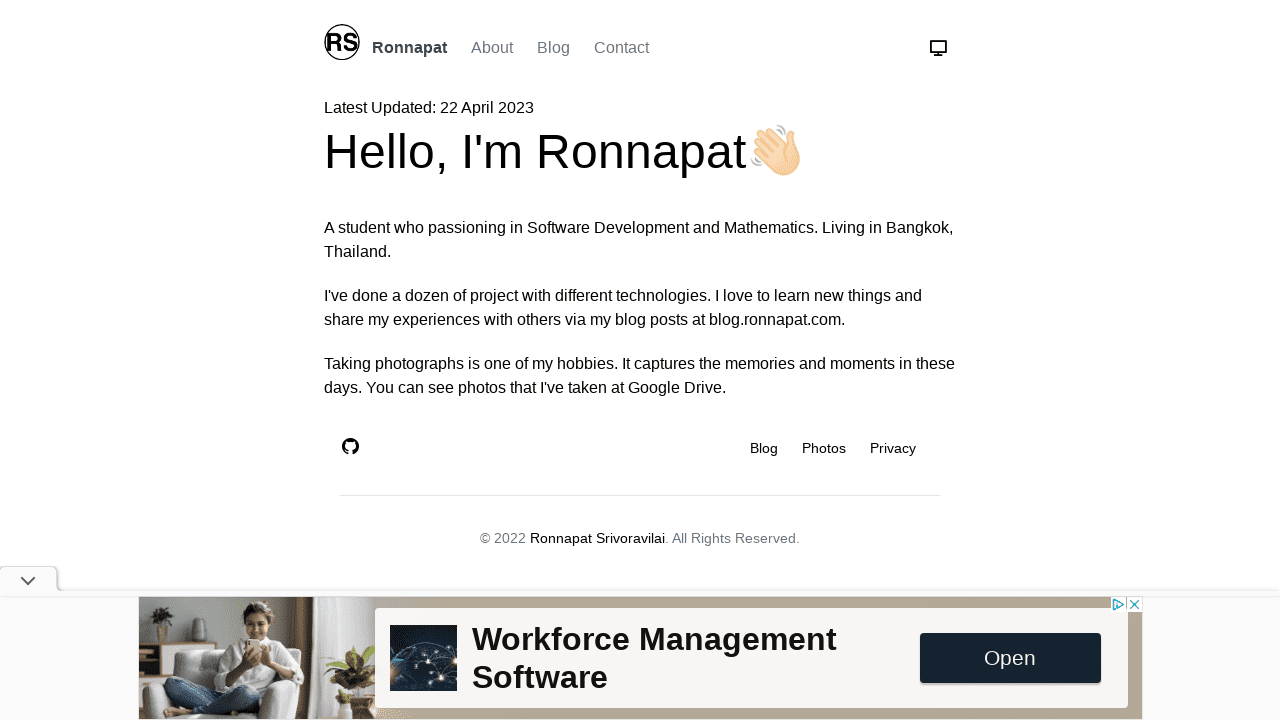 RS Ronnapat About Blog Contact
Latest Updated: 22 April 2023
Hello, I'm Ronnapat👋🏻
A student who passioning in Software Development and Mathematics. Living in Bangkok,
Thailand.
I've done a dozen of project with different technologies. I love to learn new things and
share my experiences with others via my blog posts at blog.ronnapat.com.
Taking photographs is one of my hobbies. It captures the memories and moments in these
days. You can see photos that I've taken at Google Drive.
Blog Photos Privacy
© 2022 Ronnapat Srivoravilai. All Rights Reserved.
Workforce Management
Software
Open